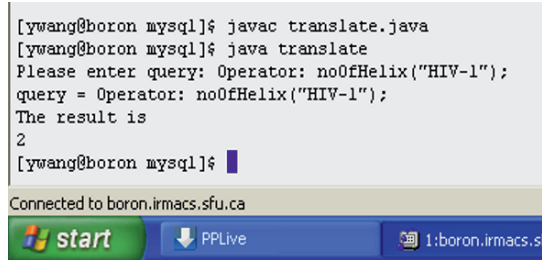 [ywang@boron mysql]$ javac translate.java
[ywang@boron mysql]$ java translate
Please enter query: Operator: noOfHelix("HIV-1");
query = Operator: noOfHelix("HIV-1");
The result is
2
[ywang@boron mysql]$
Connected to boron.irmacs.sfu.ca
start
PPLive
1:boron.irmacs.s